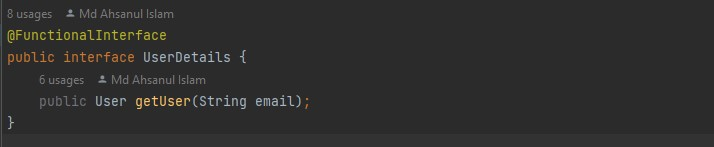 8 usages Md Ahsanul Islam
@FunctionalInterface
public interface UserDetails {
6 usages Md Ahsanul Islam
public User getUser(String email);
}